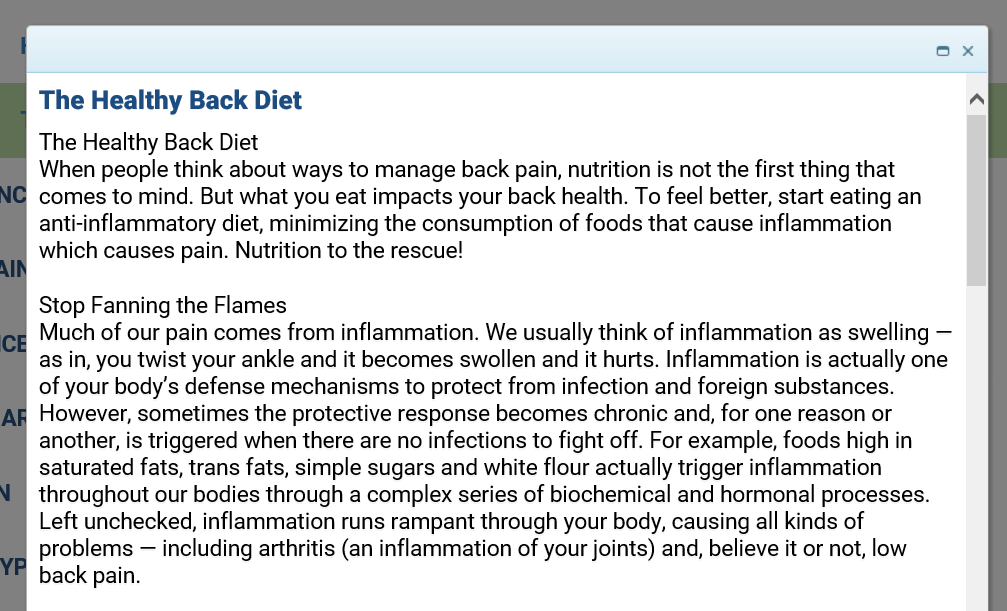 The Healthy Back Diet
The Healthy Back Diet
When people think about ways to manage back pain, nutrition is not the first thing that
comes to mind. But what you eat impacts your back health. To feel better, start eating an
anti-inflammatory diet, minimizing the consumption of foods that cause inflammation
which causes pain. Nutrition to the rescue!
Stop Fanning the Flames
Much of our pain comes from inflammation. We usually think of inflammation as swelling —
as in, you twist your ankle and it becomes swollen and it hurts. Inflammation is actually one
of your body’s defense mechanisms to protect from infection and foreign substances.
However, sometimes the protective response becomes chronic and, for one reason or
another, is triggered when there are no infections to fight off. For example, foods high in
saturated fats, trans fats, simple sugars and white flour actually trigger inflammation
throughout our bodies through a complex series of biochemical and hormonal processes.
Left unchecked, inflammation runs rampant through your body, causing all kinds of
problems — including arthritis (an inflammation of your joints) and, believe it or not, low
back pain.